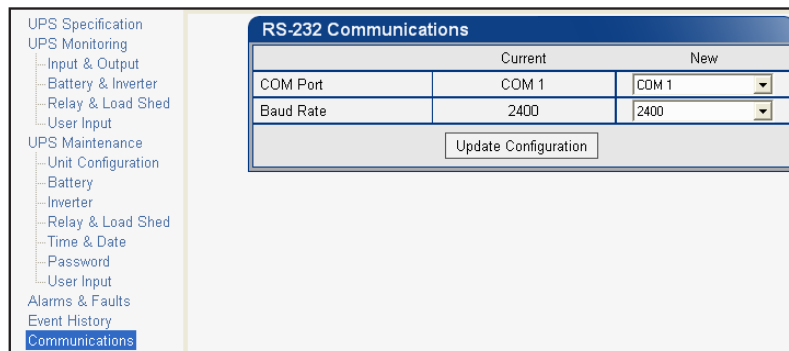 UPS Specification
UPS Monitoring
Input & Output
Battery & Inverter
Relay & Load Shed
User Input
UPS Maintenance
Unit Configuration
Battery
Inverter
Relay & Load Shed
Time & Date
Password
User Input
Alarms & Faults
Event History
Communications
RS-232 Communications
Current New
COM Port COM 1 COM 1
Baud Rate 2400 2400
Update Configuration